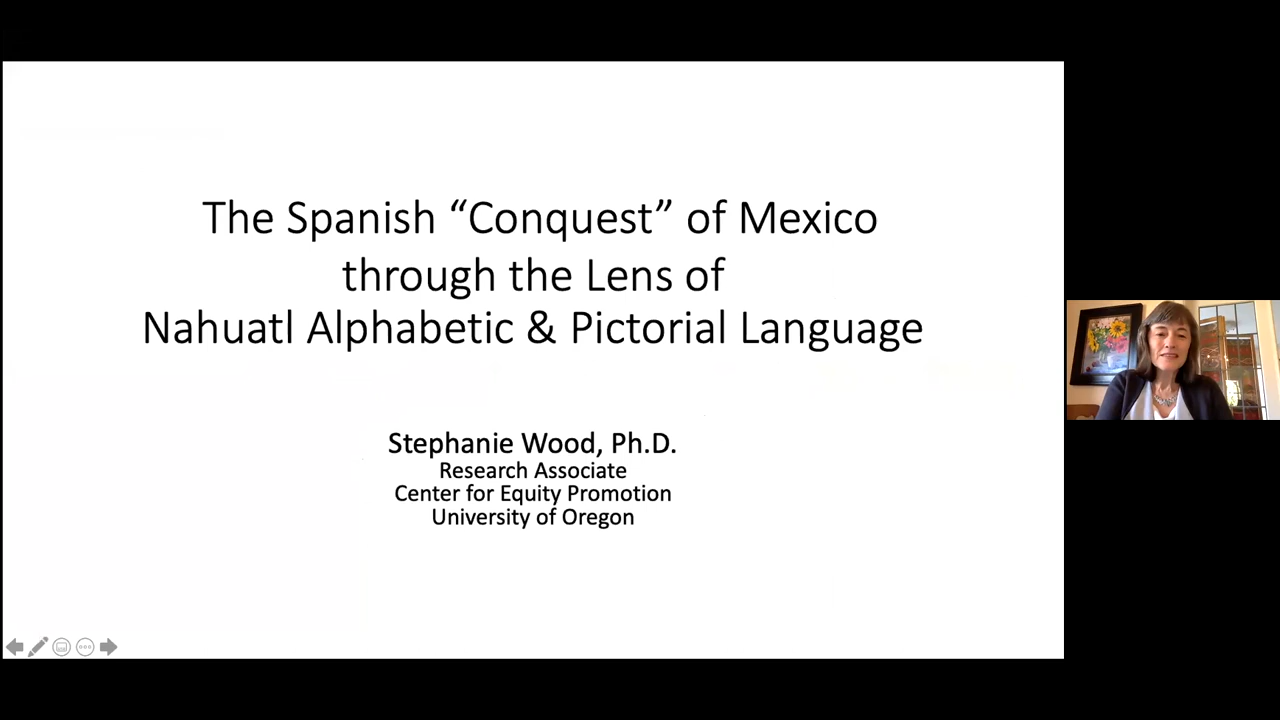 The Spanish “Conquest” of Mexico
through the Lens of
Nahuatl Alphabetic & Pictorial Language
Stephanie Wood, Ph.D.
Research Associate
Center for Equity Promotion
University of Oregon